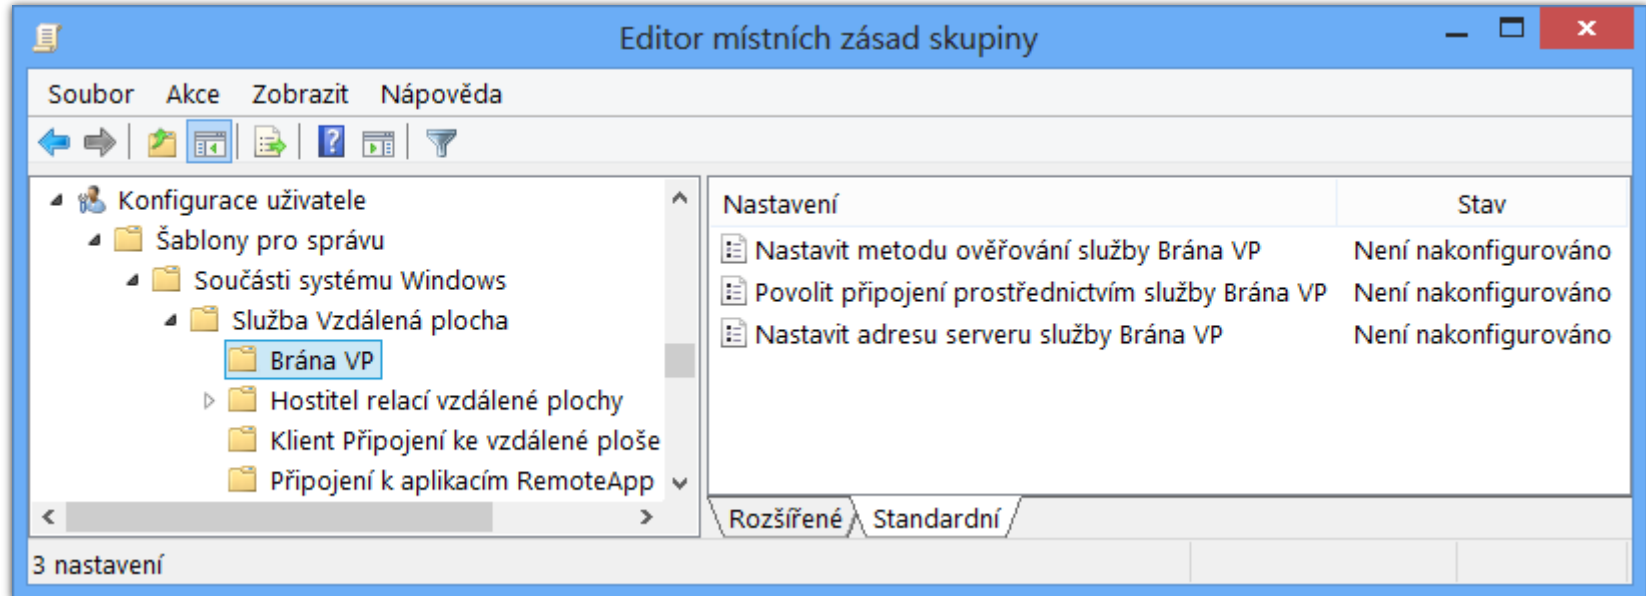 Editor místních zásad skupiny
Soubor Akce Zobrazit Nápověda
Konfigurace uživatele
Šablony pro správu
Součásti systému Windows
Služba Vzdálená plocha
Brána VP
Hostitel relací vzdálené plochy
Klient Připojení ke vzdálené ploše
Připojení k aplikacím RemoteApp
Nastavení Stav
Nastavit metodu ověřování služby Brána VP Není nakonfigurováno
Povolit připojení prostřednictvím služby Brána VP Není nakonfigurováno
Nastavit adresu serveru služby Brána VP Není nakonfigurováno
Rozšířené Standardní
3 nastavení